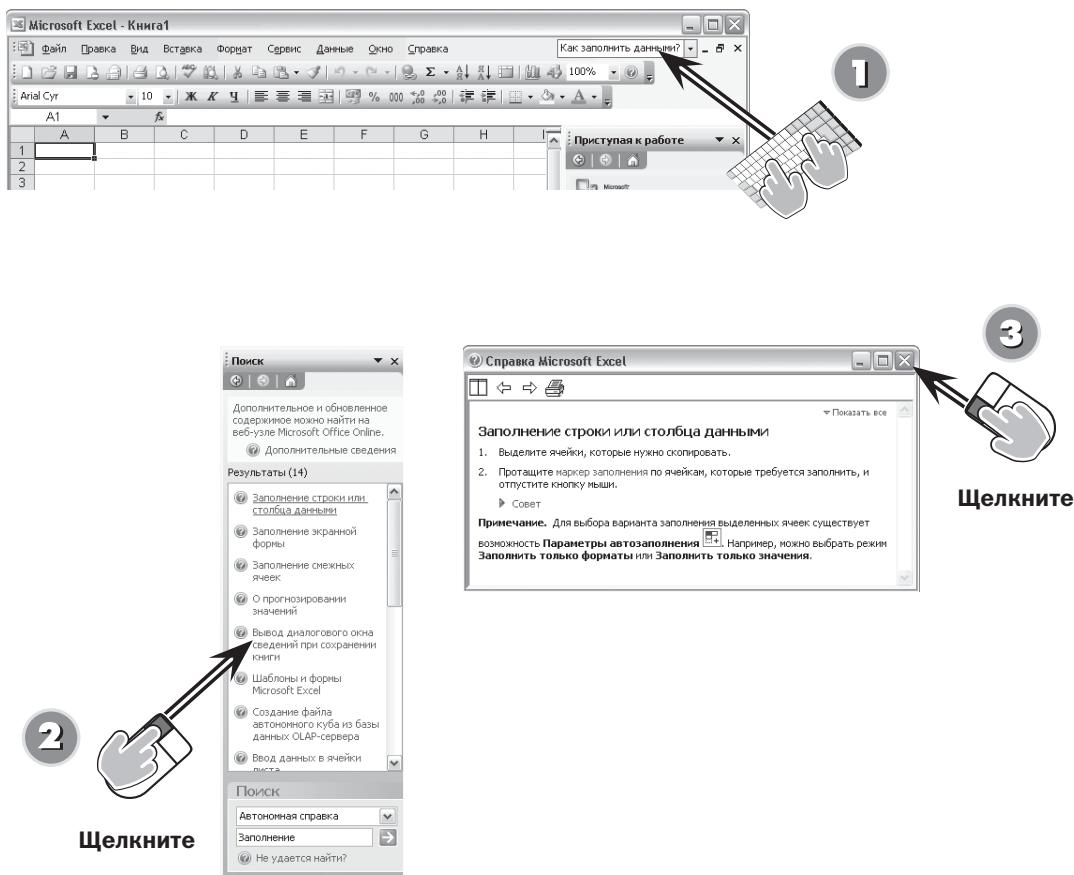 Microsoft Excel - Книга1
Файл Правка Вид Вставка Формат Сервис Данные Окно Справка
Как заполнить данными?
100%
Arial Cyr 10 Ж К Ч % 000
A1 fx
A B C D E F G H I
1
2
3
Приступая к работе
Microsoft
1
Поиск
Дополнительное и обновленное
содержимое можно найти на
веб-узле Microsoft Office Online.
Дополнительные сведения
Результаты (14)
Заполнение строки или
столбца данными
Заполнение экранной
формы
Заполнение смежных
ячеек
О прогнозировании
значений
Вывод диалогового окна
сведений при сохранении
книги
Шаблоны и формы
Microsoft Excel
Создание файла
автономного куба из базы
данных OLAP-сервера
Ввод данных в ячейки
листа
Поиск
Автономная справка
Заполнение
Не удается найти?
2
Щелкните
Справка Microsoft Excel
Показать все
Заполнение строки или столбца данными
1. Выделите ячейки, которые нужно скопировать.
2. Протащите маркер заполнения по ячейкам, которые требуется заполнить, и
отпустите кнопку мыши.
Совет
Примечание. Для выбора варианта заполнения выделенных ячеек существует
возможность Параметры автозаполнения . Например, можно выбрать режим
Заполнить только форматы или Заполнить только значения.
3
Щелкните